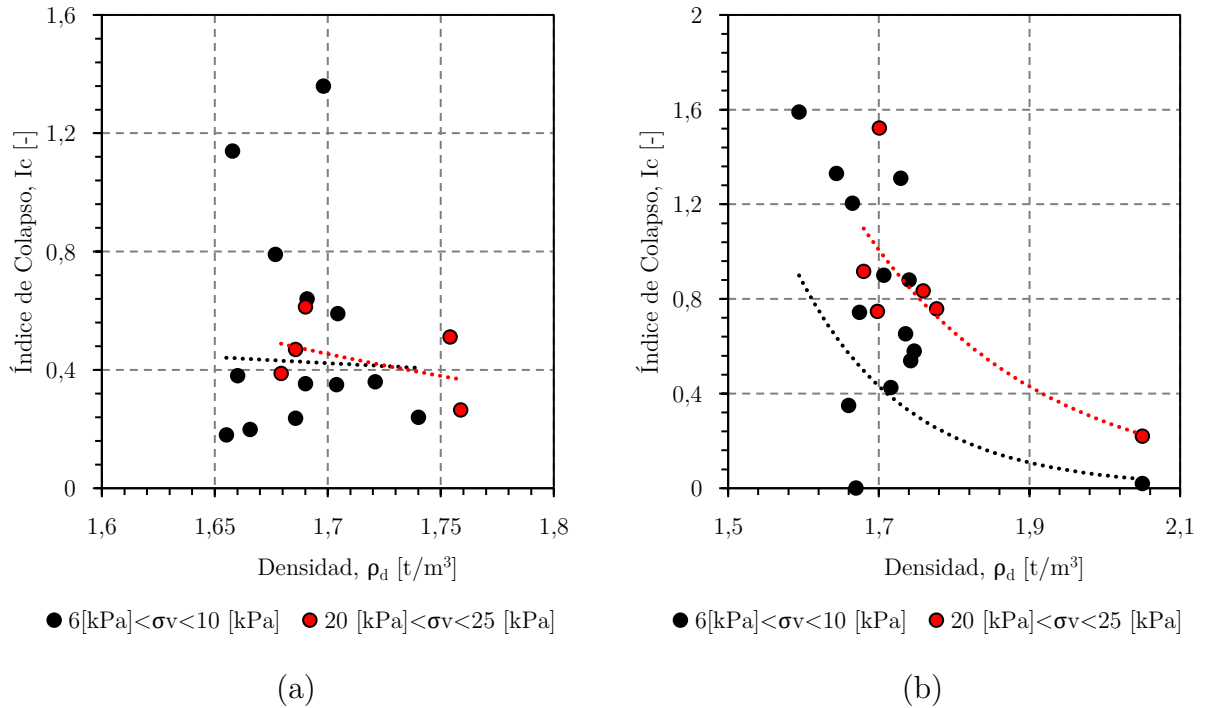 1,6
1,2
0,8
0,4
0
Índice de Colapso, Ic [-]
1,6 1,65 1,7 1,75 1,8
Densidad, ρd [t/m³]
6[kPa]<σv<10 [kPa] 20 [kPa]<σv<25 [kPa]
(a)
2
1,6
1,2
0,8
0,4
0
Índice de Colapso, Ic [-]
1,5 1,7 1,9 2,1
Densidad, ρd [t/m³]
6[kPa]<σv<10 [kPa] 20 [kPa]<σv<25 [kPa]
(b)